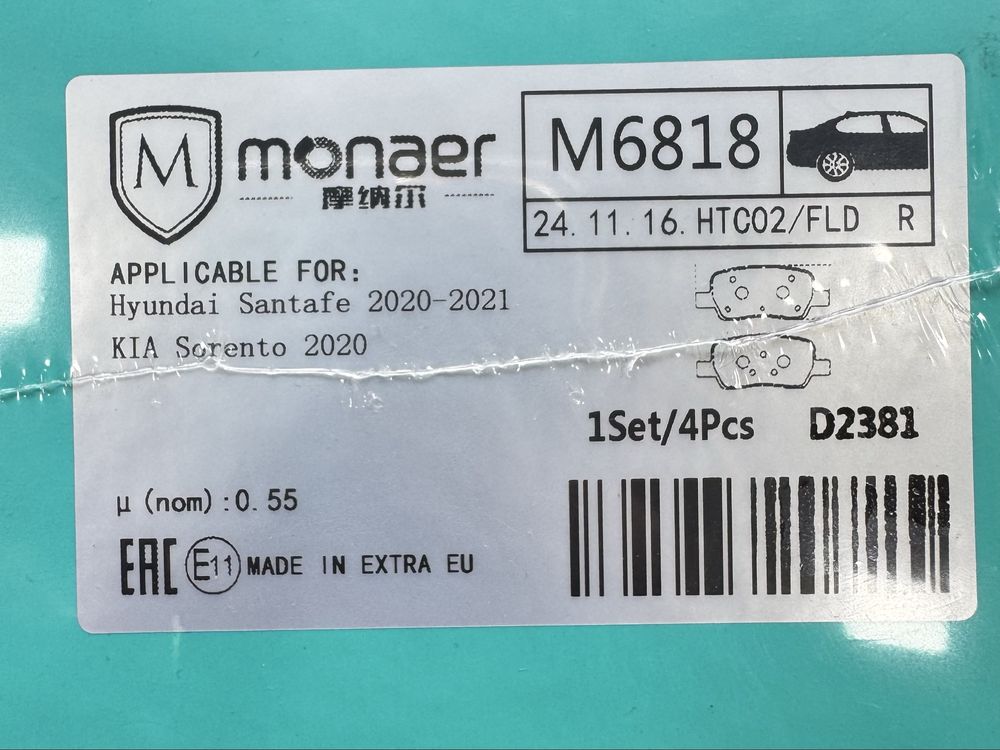 M
monaer
摩纳尔
M6818
24. 11. 16. HTC02/FLD R
APPLICABLE FOR:
Hyundai Santafe 2020-2021
KIA Sorento 2020
1Set/4Pcs D2381
μ (nom) :0. 55
EAC E11 MADE IN EXTRA EU